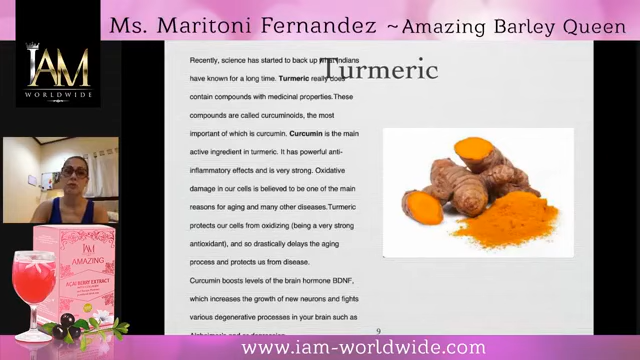 Ms. Maritoni Fernandez ~Amazing Barley Queen
IAM
WORLDWIDE
Turmeric
Recently, science has started to back up what Indians
have known for a long time. Turmeric really does
contain compounds with medicinal properties.These
compounds are called curcuminoids, the most
important of which is curcumin. Curcumin is the main
active ingredient in turmeric. It has powerful anti-
inflammatory effects and is very strong. Oxidative
damage in our cells is believed to be one of the main
reasons for aging and many other diseases.Turmeric
protects our cells from oxidizing (being a very strong
antioxidant), and so drastically delays the aging
process and protects us from disease.
Curcumin boosts levels of the brain hormone BDNF,
which increases the growth of new neurons and fights
various degenerative processes in your brain such as
9
IAM
AMAZING
ACAI BERRY EXTRACT
www.iam-worldwide.com